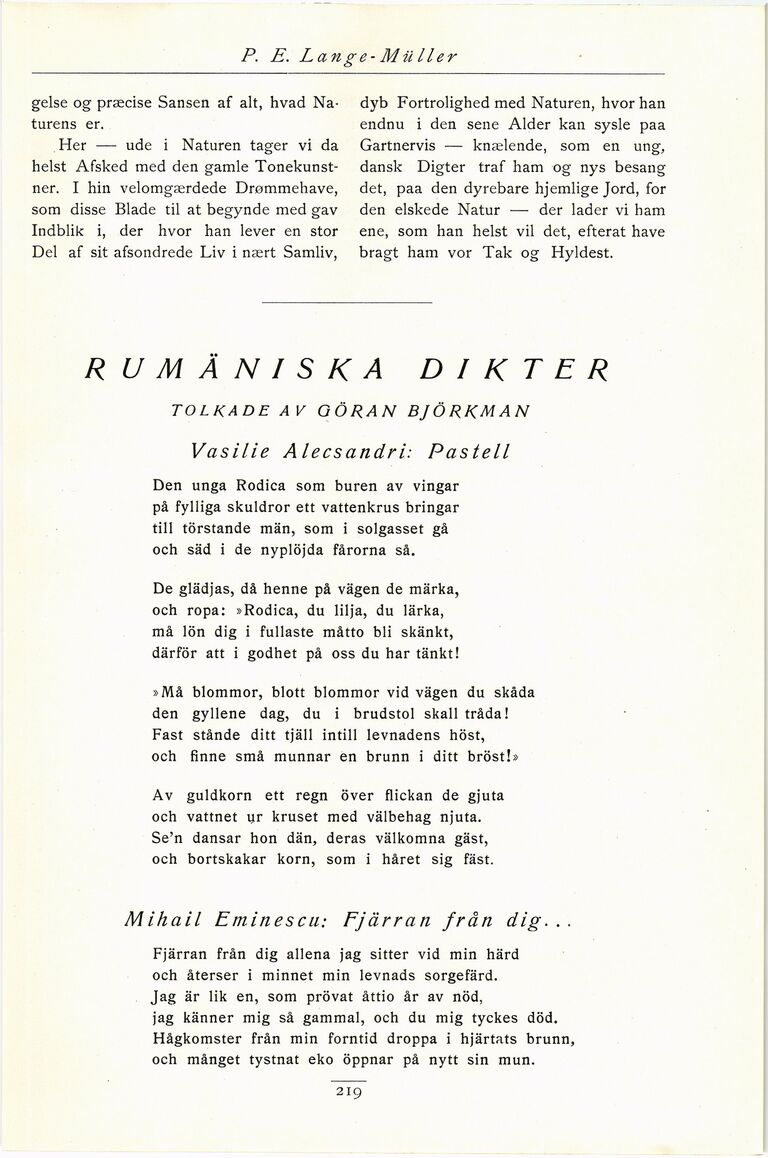 P. E. Lange-Müller
gelse og præcise Sansen af alt, hvad Na-
turens er.
Her — ude i Naturen tager vi da
helst Afsked med den gamle Tonekunst-
ner. I hin velomgærdede Drømmehave,
som disse Blade til at begynde med gav
Indblik i, der hvor han lever en stor
Del af sit afsondrede Liv i nært Samliv,
dyb Fortrolighed med Naturen, hvor han
endnu i den sene Alder kan sysle paa
Gartnervis — knælende, som en ung,
dansk Digter traf ham og nys besang
det, paa den dyrebare hjemlige Jord, for
den elskede Natur — der lader vi ham
ene, som han helst vil det, efterat have
bragt ham vor Tak og Hyldest.
RUMÄNISKA DIKTER
TOLKADE AV GÖRAN BJÖRKMAN
Vasilie Alecsandri: Pastell
Den unga Rodica som buren av vingar
på fylliga skuldror ett vattenkrus bringar
till törstande män, som i solgasset gå
och säd i de nyplöjda fårorna så.
De glädjas, då henne på vägen de märka,
och ropa: »Rodica, du lilja, du lärka,
må lön dig i fullaste måtto bli skänkt,
därför att i godhet på oss du har tänkt!
»Må blommor, blott blommor vid vägen du skåda
den gyllene dag, du i brudstol skall tråda!
Fast stånde ditt tjäll intill levnadens höst,
och finne små munnar en brunn i ditt bröst!»
Av guldkorn ett regn över flickan de gjuta
och vattnet ur kruset med välbehag njuta.
Se'n dansar hon dän, deras välkomna gäst,
och bortskakar korn, som i håret sig fäst.
Mihail Eminescu: Fjärran från dig...
Fjärran från dig allena jag sitter vid min härd
och återser i minnet min levnads sorgefärd.
Jag är lik en, som prövat åttio år av nöd,
jag känner mig så gammal, och du mig tyckes död.
Hågkomster från min forntid droppa i hjärtats brunn,
och månget tystnat eko öppnar på nytt sin mun.
219